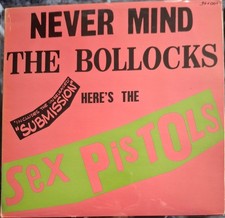 NEVER MIND
THE BOLLOCKS
HERE'S THE
"SUBMISSION"
Sex PiSTOLS